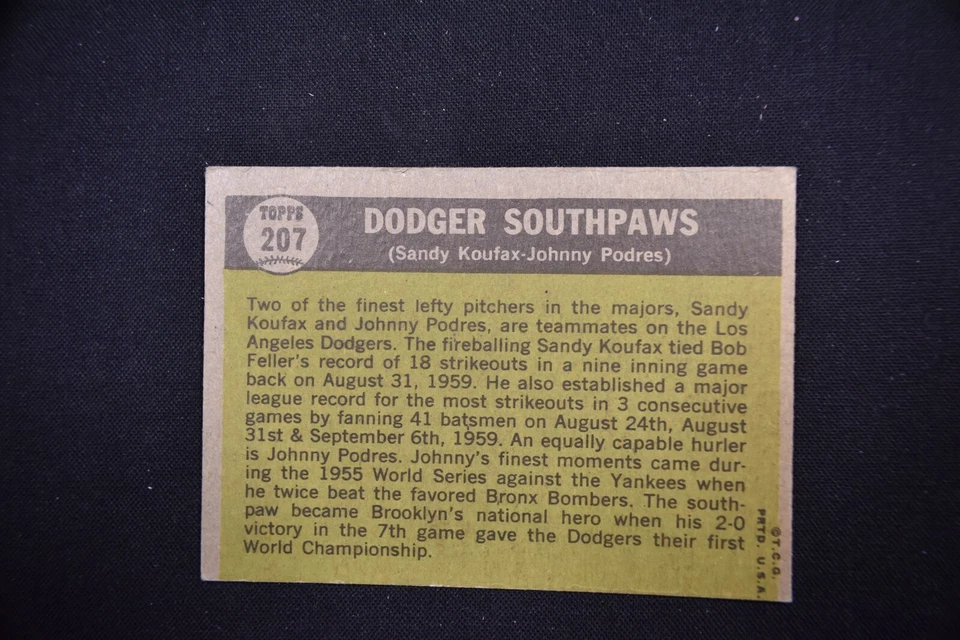 TOPPS
207
DODGER SOUTHPAWS
(Sandy Koufax-Johnny Podres)
Two of the finest lefty pitchers in the majors, Sandy
Koufax and Johnny Podres, are teammates on the Los
Angeles Dodgers. The fireballing Sandy Koufax tied Bob
Feller's record of 18 strikeouts in a nine inning game
back on August 31, 1959. He also established a major
league record for the most strikeouts in 3 consecutive
games by fanning 41 batsmen on August 24th, August
31st & September 6th, 1959. An equally capable hurler
is Johnny Podres. Johnny's finest moments came dur-
ing the 1955 World Series against the Yankees when
he twice beat the favored Bronx Bombers. The south-
paw became Brooklyn's national hero when his 2-0
victory in the 7th game gave the Dodgers their first
World Championship.
©T.C.G.
PRTD. U.S.A.